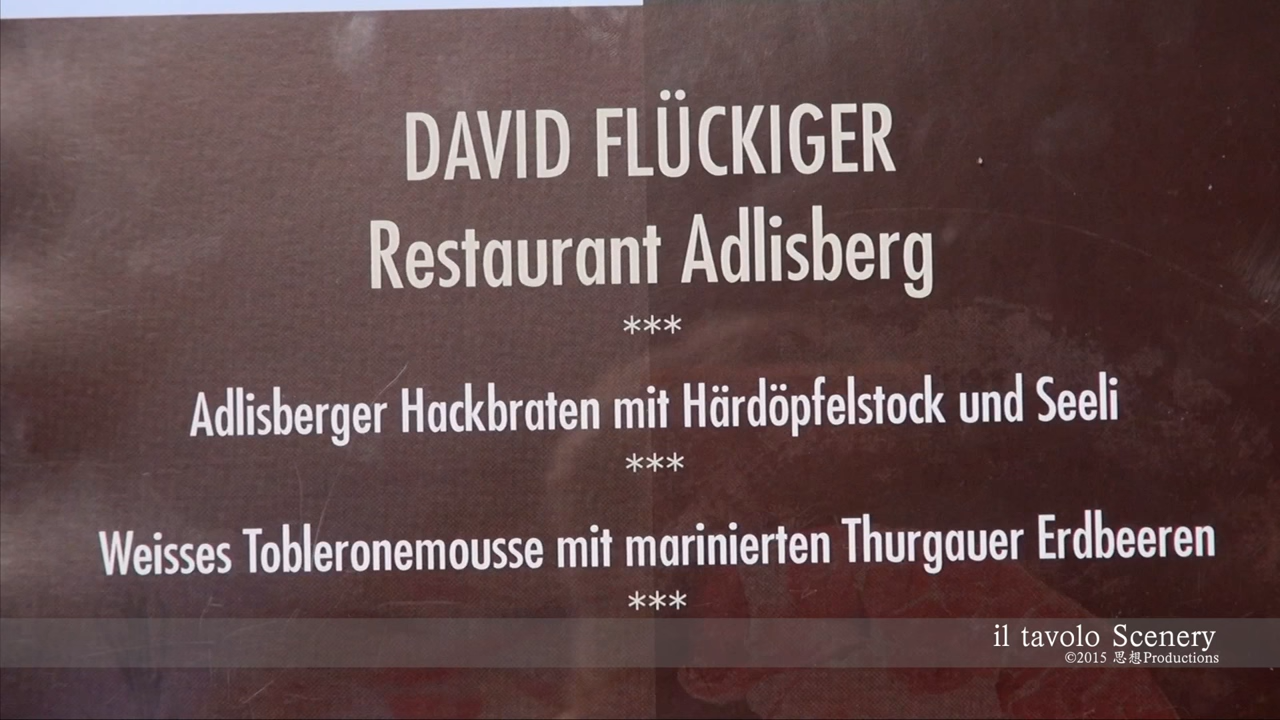 DAVID FLÜCKIGER
Restaurant Adlisberg
***
Adlisberger Hackbraten mit Härdöpfelstock und Seeli
***
Weisses Tobleronemousse mit marinierten Thurgauer Erdbeeren
***
il tavolo Scenery
©2015 思想Productions